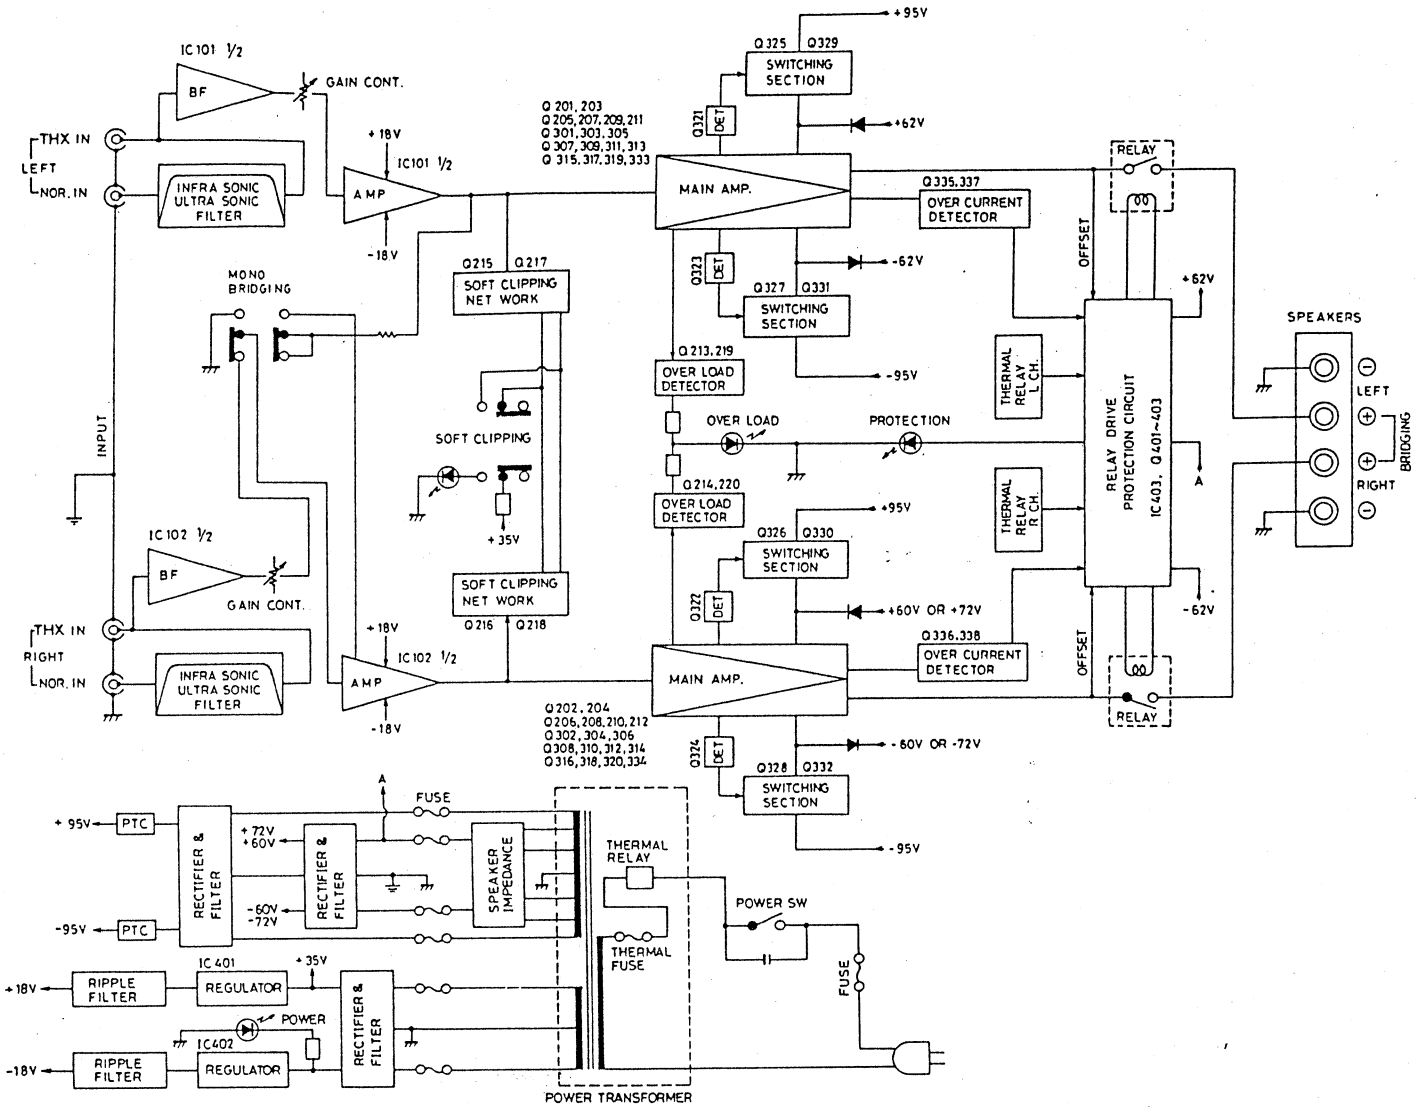 +95V
IC101 1/2
BF
GAIN CONT.
THX IN
LEFT
NOR. IN
INFRA SONIC
ULTRA SONIC
FILTER
+18V
IC101 1/2
AMP
-18V
Q 201, 203
Q 205, 207, 209, 211
Q 301, 303, 305
Q 307, 309, 311, 313
Q 315, 317, 319, 333
Q325 Q329
SWITCHING
SECTION
Q321
DET
+62V
MAIN AMP.
Q335,337
OVER CURRENT
DETECTOR
RELAY
OFFSET
Q323
DET
-62V
Q327 Q331
SWITCHING
SECTION
-95V
MONO
BRIDGING
Q215 Q217
SOFT CLIPPING
NET WORK
Q213,219
OVER LOAD
DETECTOR
OVER LOAD
PROTECTION
THERMAL
RELAY
L CH.
+62V
RELAY DRIVE
PROTECTION CIRCUIT
IC403, Q401~403
A
SPEAKERS
-
LEFT
+
+
RIGHT
-
BRIDGING
INPUT
SOFT CLIPPING
+35V
Q214,220
OVER LOAD
DETECTOR
THERMAL
RELAY
R CH.
+95V
Q326 Q330
SWITCHING
SECTION
Q322
DET
+60V OR +72V
-62V
IC102 1/2
BF
GAIN CONT.
SOFT CLIPPING
NET WORK
Q216 Q218
THX IN
RIGHT
NOR. IN
INFRA SONIC
ULTRA SONIC
FILTER
+18V
IC102 1/2
AMP
-18V
MAIN AMP.
Q336,338
OVER CURRENT
DETECTOR
OFFSET
RELAY
Q202, 204
Q206, 208, 210, 212
Q302, 304, 306
Q308, 310, 312, 314
Q316, 318, 320, 334
Q324
DET
-60V OR -72V
Q328 Q332
SWITCHING
SECTION
-95V
A
FUSE
+95V
PTC
RECTIFIER &
FILTER
+72V
+60V
RECTIFIER &
FILTER
-60V
-72V
SPEAKER
IMPEDANCE
-95V
PTC
THERMAL
RELAY
THERMAL
FUSE
POWER SW
FUSE
+18V
RIPPLE
FILTER
IC401
REGULATOR
+35V
RECTIFIER &
FILTER
POWER
-18V
RIPPLE
FILTER
IC402
REGULATOR
POWER TRANSFORMER